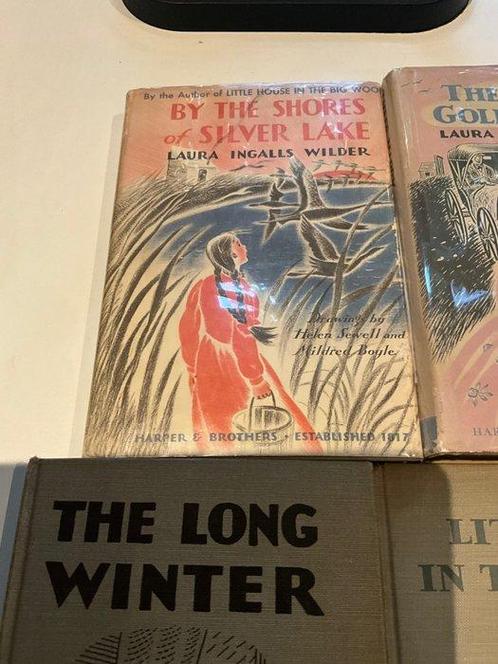 By the Author of LITTLE HOUSE IN THE BIG WOO
BY THE SHORES
of SILVER LAKE
LAURA INGALLS WILDER
Drawings by
Helen Sewell and
Mildred Boyle
HARPER & BROTHERS • ESTABLISHED 1817
THE
GOL
LAURA
HAR
THE LONG
WINTER
LIT
IN T